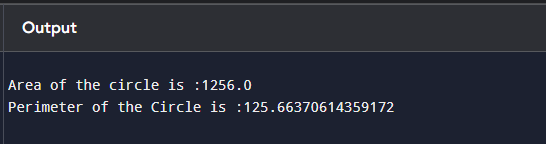 Output
Area of the circle is :1256.0
Perimeter of the Circle is :125.66370614359172